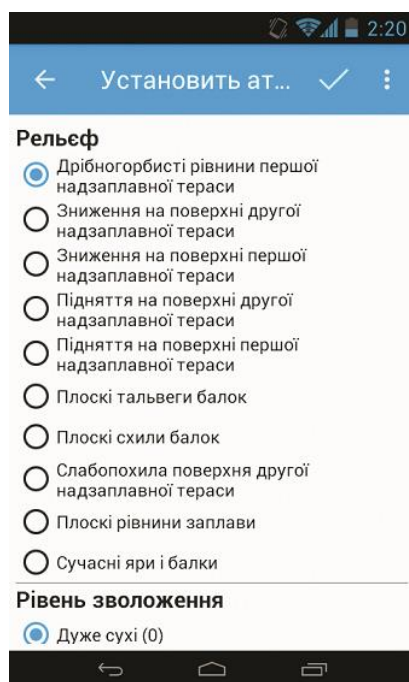 2:20
Установить ат...
Рельєф
Дрібногорбисті рівнини першої
надзаплавної тераси
Зниження на поверхні другої
надзаплавної тераси
Зниження на поверхні першої
надзаплавної тераси
Підняття на поверхні другої
надзаплавної тераси
Підняття на поверхні першої
надзаплавної тераси
Плоскі тальвеги балок
Плоскі схили балок
Слабопохила поверхня другої
надзаплавної тераси
Плоскі рівнини заплави
Сучасні яри і балки
Рівень зволоження
Дуже сухі (0)